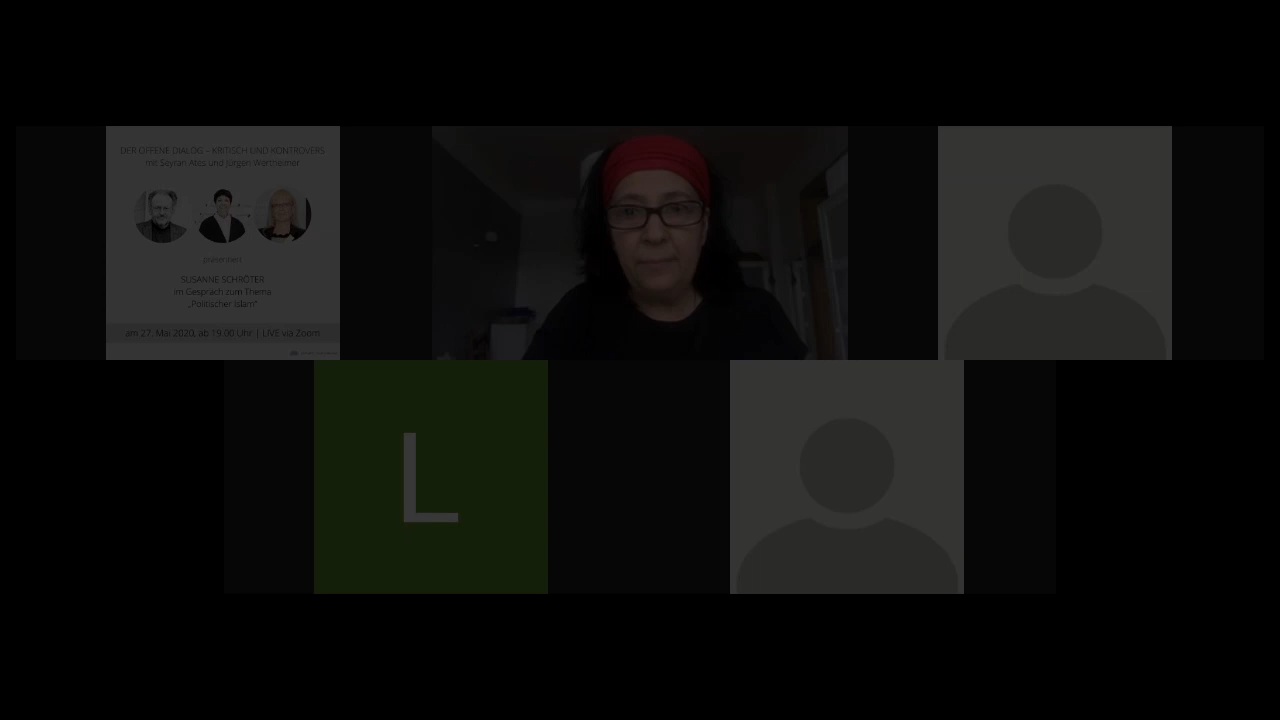 DER OFFENE DIALOG – KRITISCH UND KONTROVERS
mit Seyran Ates und Jürgen Wertheimer
präsentiert
SUSANNE SCHRÖTER
im Gespräch zum Thema
„Politischer Islam“
am 27. Mai 2020, ab 19.00 Uhr | LIVE via Zoom
L